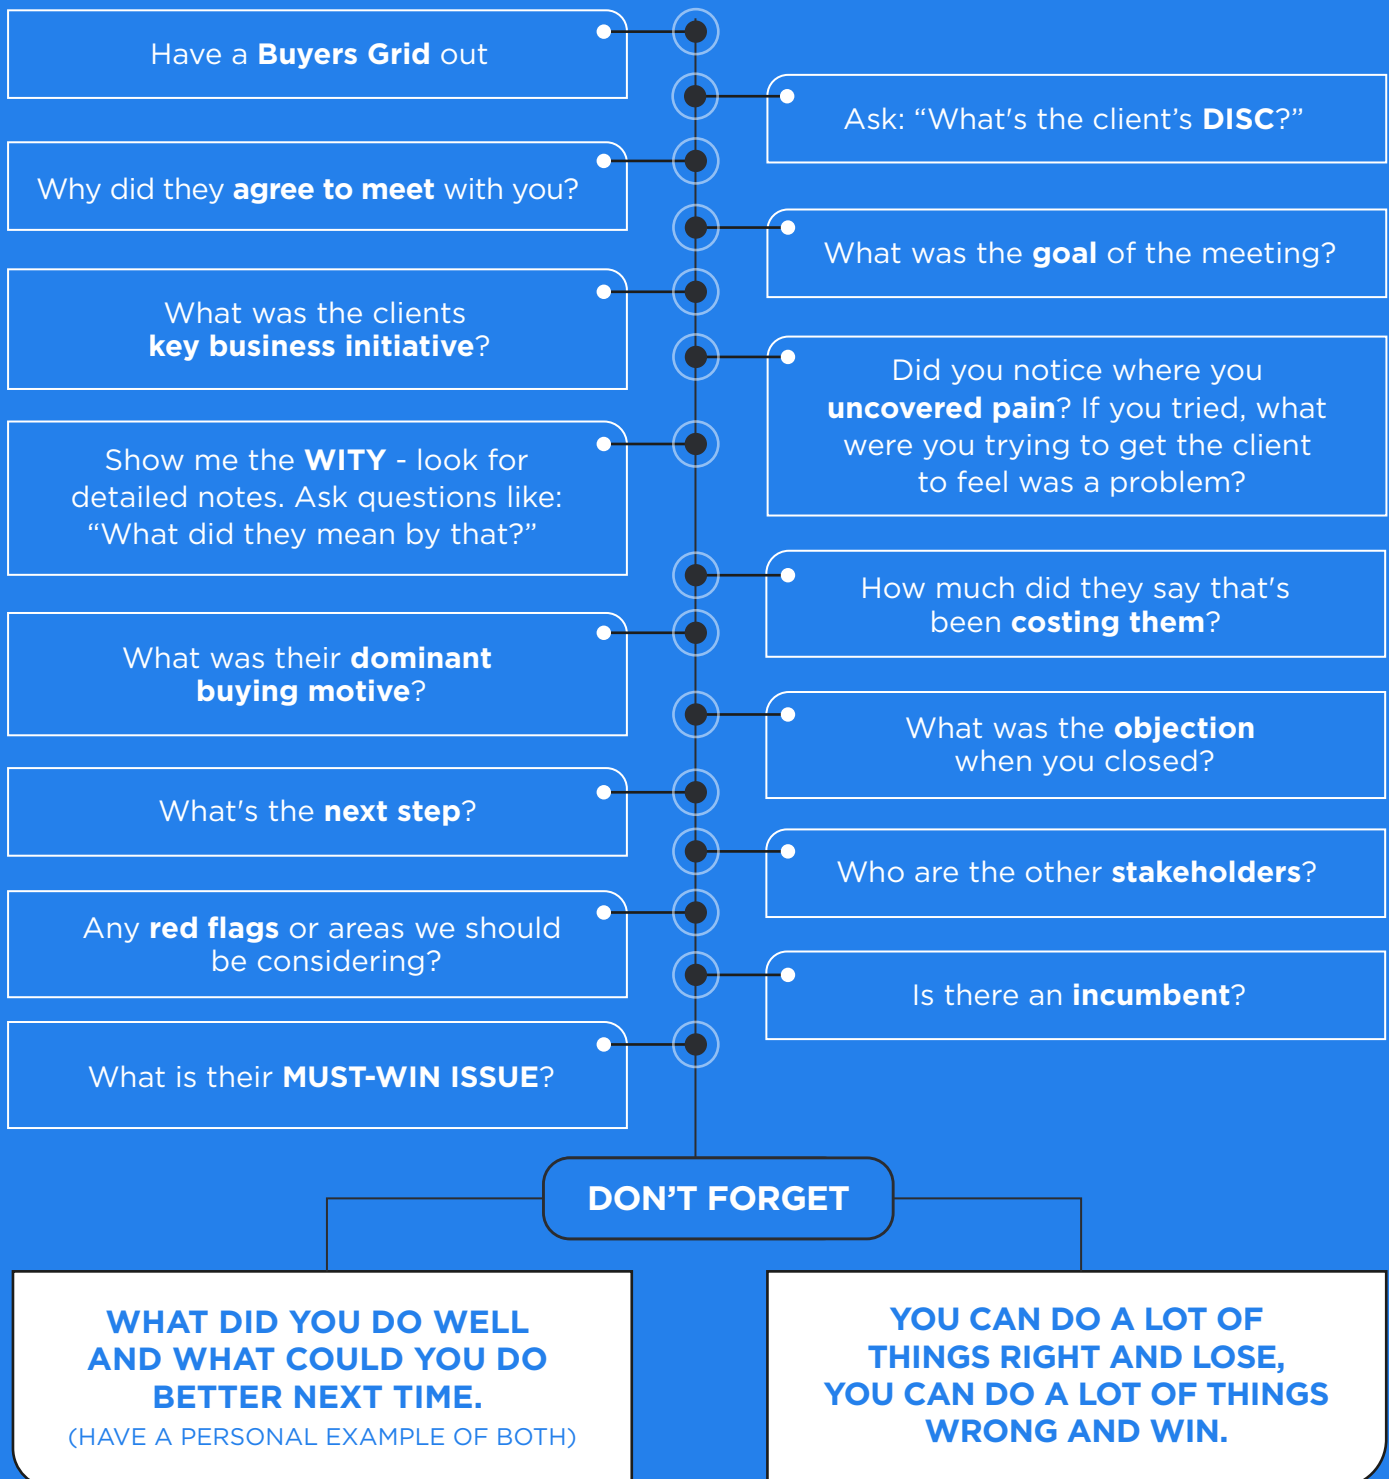 Have a Buyers Grid out
Ask: “What's the client’s DISC?”
Why did they agree to meet with you?
What was the goal of the meeting?
What was the clients
key business initiative?
Did you notice where you
uncovered pain? If you tried, what
were you trying to get the client
to feel was a problem?
Show me the WITY - look for
detailed notes. Ask questions like:
“What did they mean by that?”
How much did they say that's
been costing them?
What was their dominant
buying motive?
What was the objection
when you closed?
What's the next step?
Who are the other stakeholders?
Any red flags or areas we should
be considering?
Is there an incumbent?
What is their MUST-WIN ISSUE?
DON’T FORGET
WHAT DID YOU DO WELL
AND WHAT COULD YOU DO
BETTER NEXT TIME.
(HAVE A PERSONAL EXAMPLE OF BOTH)
YOU CAN DO A LOT OF
THINGS RIGHT AND LOSE,
YOU CAN DO A LOT OF THINGS
WRONG AND WIN.